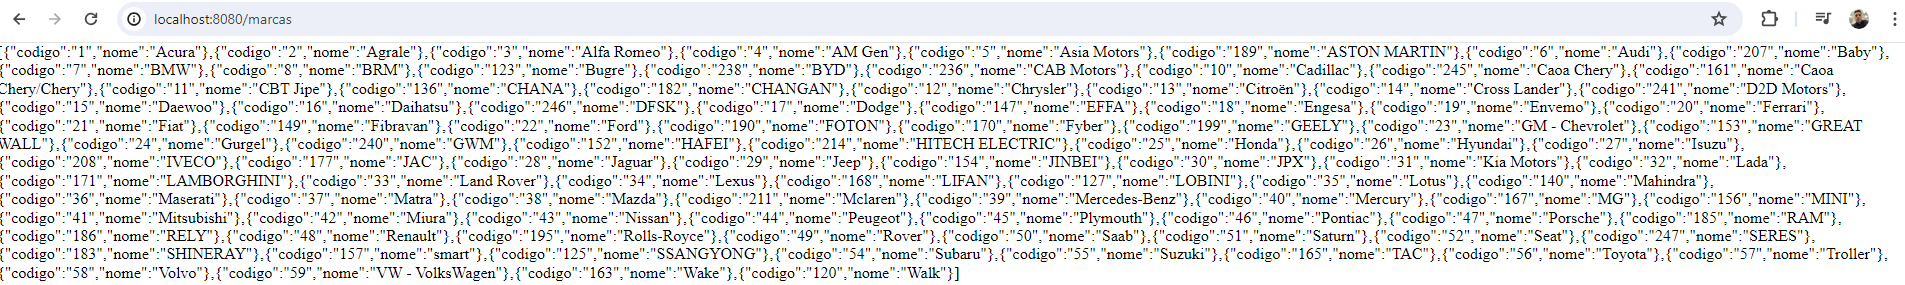 localhost:8080/marcas
[{"codigo":"1","nome":"Acura"},{"codigo":"2","nome":"Agrale"},{"codigo":"3","nome":"Alfa Romeo"},{"codigo":"4","nome":"AM Gen"},{"codigo":"5","nome":"Asia Motors"},{"codigo":"189","nome":"ASTON MARTIN"},{"codigo":"6","nome":"Audi"},{"codigo":"207","nome":"Baby"},
{"codigo":"7","nome":"BMW"},{"codigo":"8","nome":"BRM"},{"codigo":"123","nome":"Bugre"},{"codigo":"238","nome":"BYD"},{"codigo":"236","nome":"CAB Motors"},{"codigo":"10","nome":"Cadillac"},{"codigo":"245","nome":"Caoa Chery"},{"codigo":"161","nome":"Caoa
Chery/Chery"},{"codigo":"11","nome":"CBT Jipe"},{"codigo":"136","nome":"CHANA"},{"codigo":"182","nome":"CHANGAN"},{"codigo":"12","nome":"Chrysler"},{"codigo":"13","nome":"Citroën"},{"codigo":"14","nome":"Cross Lander"},{"codigo":"241","nome":"D2D Motors"},
{"codigo":"15","nome":"Daewoo"},{"codigo":"16","nome":"Daihatsu"},{"codigo":"246","nome":"DFSK"},{"codigo":"17","nome":"Dodge"},{"codigo":"147","nome":"EFFA"},{"codigo":"18","nome":"Engesa"},{"codigo":"19","nome":"Envemo"},{"codigo":"20","nome":"Ferrari"},
{"codigo":"21","nome":"Fiat"},{"codigo":"149","nome":"Fibravan"},{"codigo":"22","nome":"Ford"},{"codigo":"190","nome":"FOTON"},{"codigo":"170","nome":"Fyber"},{"codigo":"199","nome":"GEELY"},{"codigo":"23","nome":"GM - Chevrolet"},{"codigo":"153","nome":"GREAT
WALL"},{"codigo":"24","nome":"Gurgel"},{"codigo":"240","nome":"GWM"},{"codigo":"152","nome":"HAFEI"},{"codigo":"214","nome":"HITECH ELECTRIC"},{"codigo":"25","nome":"Honda"},{"codigo":"26","nome":"Hyundai"},{"codigo":"27","nome":"Isuzu"},
{"codigo":"208","nome":"IVECO"},{"codigo":"177","nome":"JAC"},{"codigo":"28","nome":"Jaguar"},{"codigo":"29","nome":"Jeep"},{"codigo":"154","nome":"JINBEI"},{"codigo":"30","nome":"JPX"},{"codigo":"31","nome":"Kia Motors"},{"codigo":"32","nome":"Lada"},
{"codigo":"171","nome":"LAMBORGHINI"},{"codigo":"33","nome":"Land Rover"},{"codigo":"34","nome":"Lexus"},{"codigo":"168","nome":"LIFAN"},{"codigo":"127","nome":"LOBINI"},{"codigo":"35","nome":"Lotus"},{"codigo":"140","nome":"Mahindra"},
{"codigo":"36","nome":"Maserati"},{"codigo":"37","nome":"Matra"},{"codigo":"38","nome":"Mazda"},{"codigo":"211","nome":"Mclaren"},{"codigo":"39","nome":"Mercedes-Benz"},{"codigo":"40","nome":"Mercury"},{"codigo":"167","nome":"MG"},{"codigo":"156","nome":"MINI"},
{"codigo":"41","nome":"Mitsubishi"},{"codigo":"42","nome":"Miura"},{"codigo":"43","nome":"Nissan"},{"codigo":"44","nome":"Peugeot"},{"codigo":"45","nome":"Plymouth"},{"codigo":"46","nome":"Pontiac"},{"codigo":"47","nome":"Porsche"},{"codigo":"185","nome":"RAM"},
{"codigo":"186","nome":"RELY"},{"codigo":"48","nome":"Renault"},{"codigo":"195","nome":"Rolls-Royce"},{"codigo":"49","nome":"Rover"},{"codigo":"50","nome":"Saab"},{"codigo":"51","nome":"Saturn"},{"codigo":"52","nome":"Seat"},{"codigo":"247","nome":"SERES"},
{"codigo":"183","nome":"SHINERAY"},{"codigo":"157","nome":"smart"},{"codigo":"125","nome":"SSANGYONG"},{"codigo":"54","nome":"Subaru"},{"codigo":"55","nome":"Suzuki"},{"codigo":"165","nome":"TAC"},{"codigo":"56","nome":"Toyota"},{"codigo":"57","nome":"Troller"},
{"codigo":"58","nome":"Volvo"},{"codigo":"59","nome":"VW - VolksWagen"},{"codigo":"163","nome":"Wake"},{"codigo":"120","nome":"Walk"}]